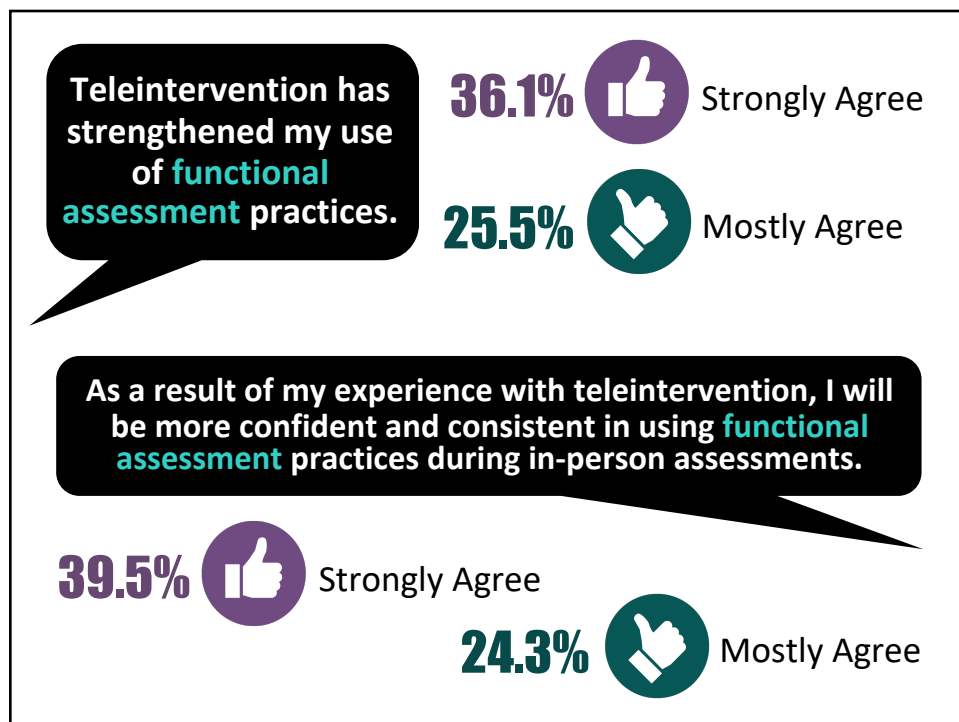 Teleintervention has
strengthened my use
of functional
assessment practices.
36.1% Strongly Agree
25.5% Mostly Agree
As a result of my experience with teleintervention, I will
be more confident and consistent in using functional
assessment practices during in-person assessments.
39.5% Strongly Agree
24.3% Mostly Agree